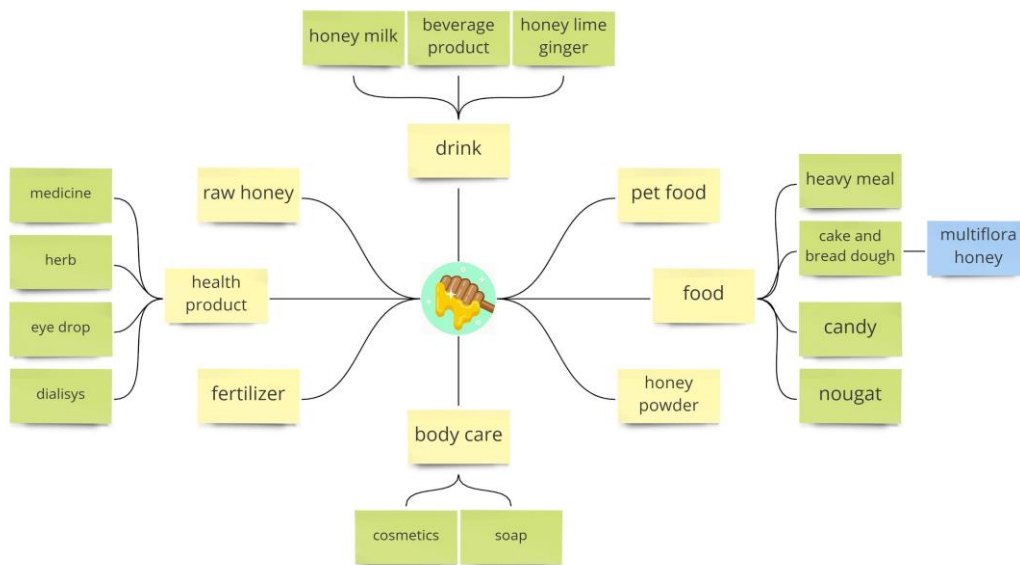 honey milk
beverage
product
honey lime
ginger
drink
raw honey
pet food
medicine
herb
eye drop
dialisys
health
product
food
heavy meal
cake and
bread dough
multiflora
honey
candy
nougat
fertilizer
honey
powder
body care
cosmetics
soap